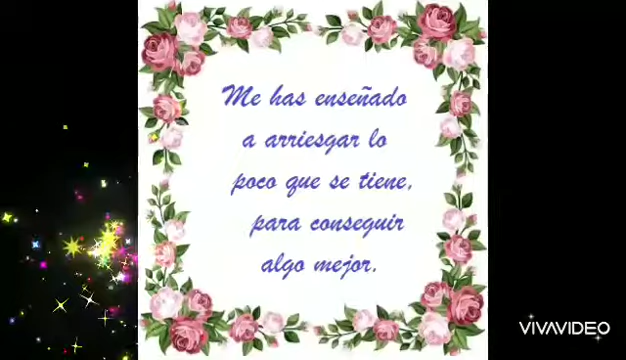 Me has enseñado
a arriesgar lo
poco que se tiene,
para conseguir
algo mejor.
VIVAVIDEO